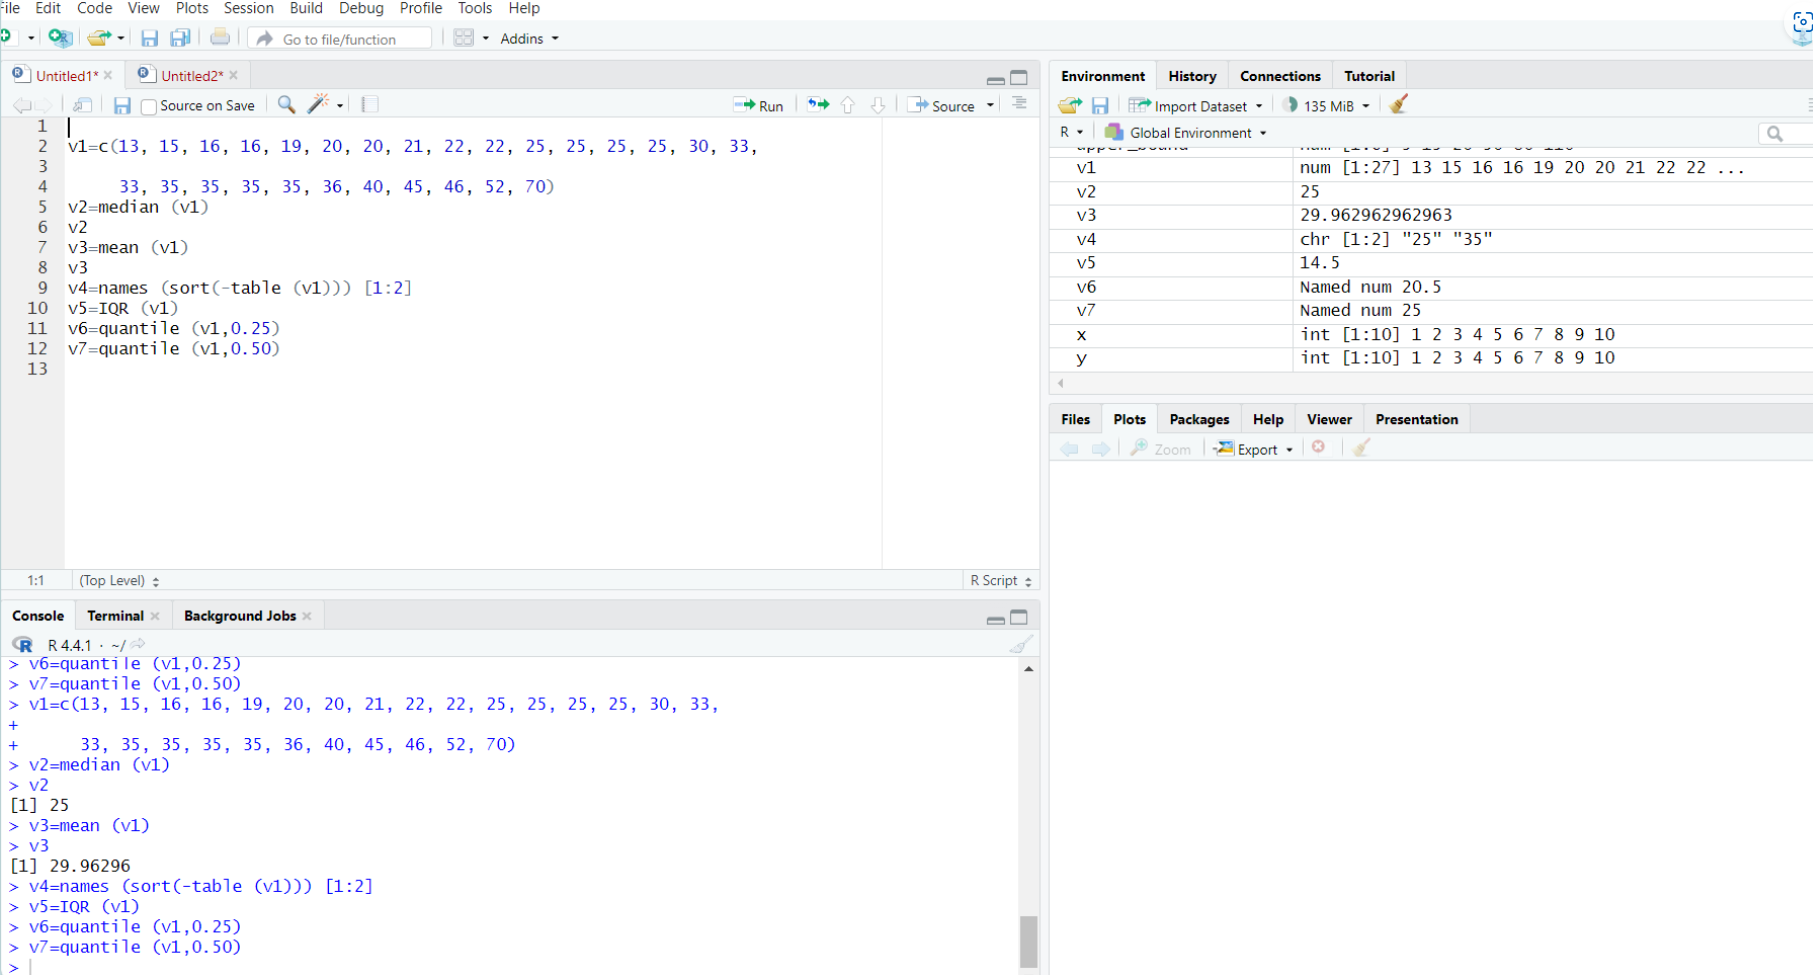 File Edit Code View Plots Session Build Debug Profile Tools Help
Go to file/function Addins
Untitled1* Untitled2*
Source on Save Run Source
1
2 v1=c(13, 15, 16, 16, 19, 20, 20, 21, 22, 22, 25, 25, 25, 25, 30, 33,
3
4 33, 35, 35, 35, 35, 36, 40, 45, 46, 52, 70)
5 v2=median (v1)
6 v2
7 v3=mean (v1)
8 v3
9 v4=names (sort(-table (v1))) [1:2]
10 v5=IQR (v1)
11 v6=quantile (v1,0.25)
12 v7=quantile (v1,0.50)
13
1:1 (Top Level) R Script
Console Terminal Background Jobs
R 4.4.1 · ~/
> v6=quantile (v1,0.25)
> v7=quantile (v1,0.50)
> v1=c(13, 15, 16, 16, 19, 20, 20, 21, 22, 22, 25, 25, 25, 25, 30, 33,
+
+ 33, 35, 35, 35, 35, 36, 40, 45, 46, 52, 70)
> v2=median (v1)
> v2
[1] 25
> v3=mean (v1)
> v3
[1] 29.96296
> v4=names (sort(-table (v1))) [1:2]
> v5=IQR (v1)
> v6=quantile (v1,0.25)
> v7=quantile (v1,0.50)
>
Environment History Connections Tutorial
Import Dataset 135 MiB
R Global Environment
v1 num [1:27] 13 15 16 16 19 20 20 21 22 22 ...
v2 25
v3 29.962962962963
v4 chr [1:2] "25" "35"
v5 14.5
v6 Named num 20.5
v7 Named num 25
x int [1:10] 1 2 3 4 5 6 7 8 9 10
y int [1:10] 1 2 3 4 5 6 7 8 9 10
Files Plots Packages Help Viewer Presentation
Zoom Export